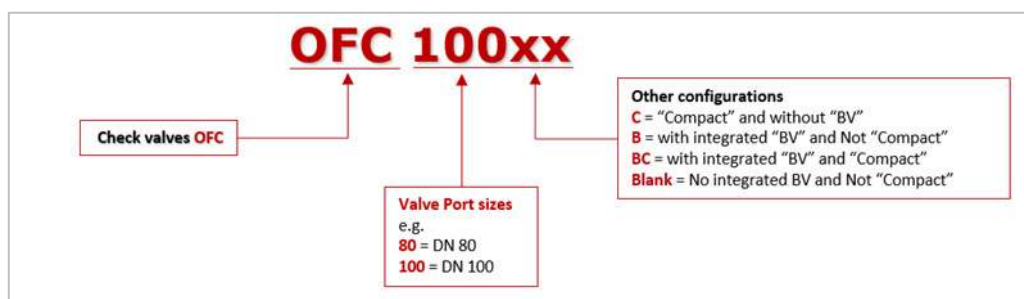 OFC 100xx
Check valves OFC
Valve Port sizes
e.g.
80 = DN 80
100 = DN 100
Other configurations
C = “Compact” and without “BV”
B = with integrated “BV” and Not “Compact”
BC = with integrated “BV” and “Compact”
Blank = No integrated BV and Not “Compact”